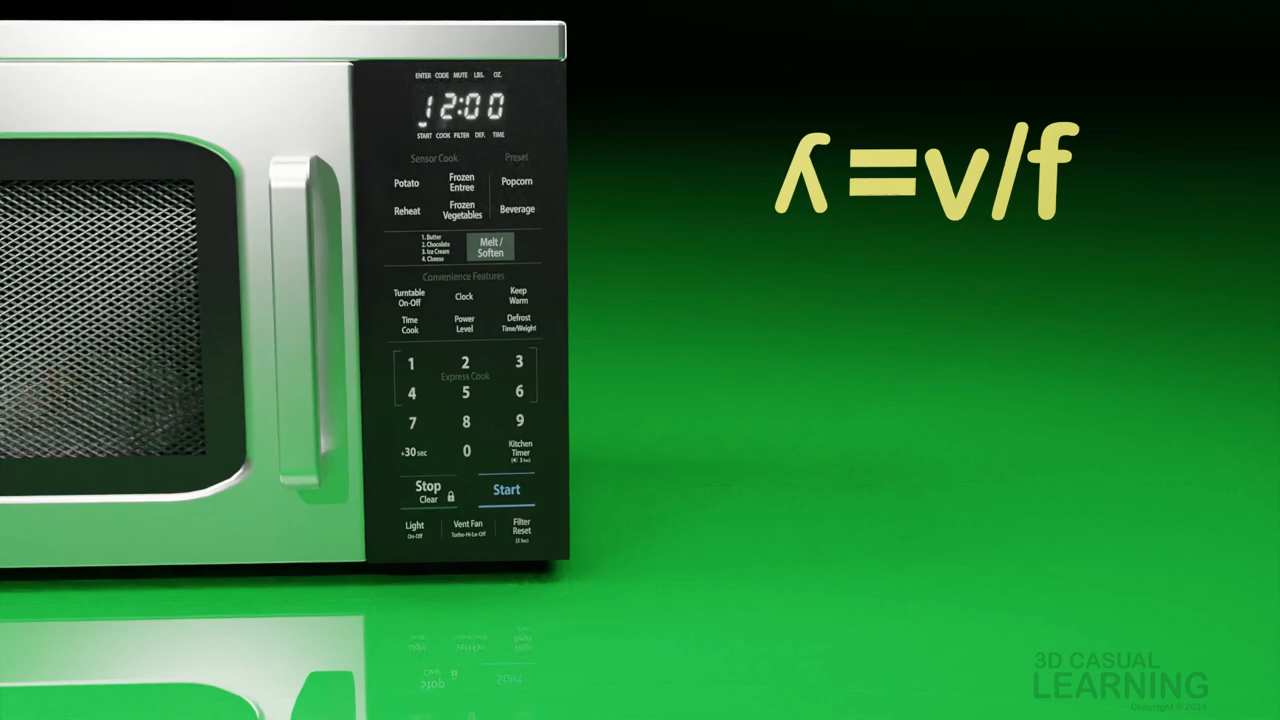 ENTER CODE MUTE LBS. OZ.
12:00
START COOK FILTER DEF. TIME
Sensor Cook
Preset
Potato
Frozen
Entree
Popcorn
Reheat
Frozen
Vegetables
Beverage
1. Butter
2. Chocolate
3. Ice Cream
4. Cheese
Melt /
Soften
Convenience Features
Turntable
On-Off
Clock
Keep
Warm
Time
Cook
Power
Level
Defrost
Time/Weight
1 2 3
Express Cook
4 5 6
7 8 9
+30 sec
0
Kitchen
Timer
Stop
Clear
Start
Light
On-Off
Vent Fan
Turbo-Hi-Lo-Off
Filter
Reset
(3 Sec)
ʎ=v/f
3D CASUAL
LEARNING
Copyright © 2024